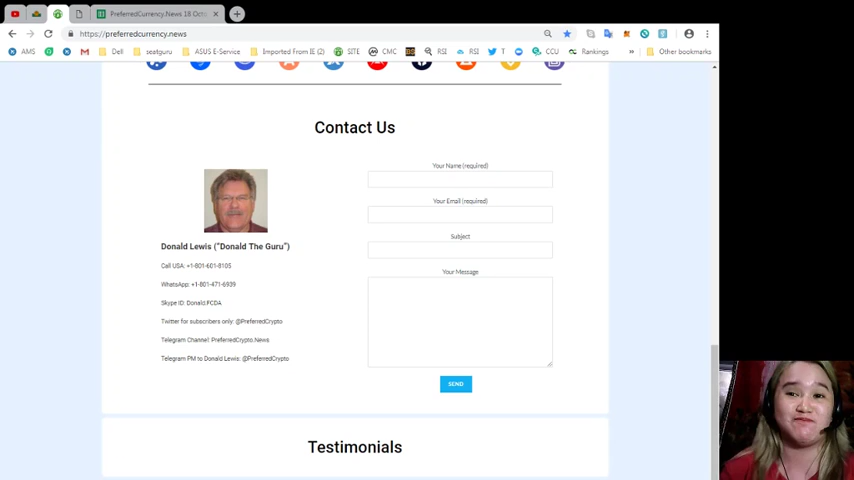 PreferredCurrency.News 18 Octo
https://preferredcurrency.news
AMS
Dell
seatguru
ASUS E-Service
Imported From IE (2)
SITE
CMC
RSI
RSI
T
CCU
Rankings
»
Other bookmarks
Contact Us
Your Name (required)
Your Email (required)
Donald Lewis ("Donald The Guru")
Subject
Call USA: +1-801-601-8105
Your Message
WhatsApp: +1-801-471-6939
Skype ID: Donald.FCDA
Twitter for subscribers only: @PreferredCrypto
Telegram Channel: PreferredCrypto.News
Telegram PM to Donald Lewis: @PreferredCrypto
SEND
Testimonials